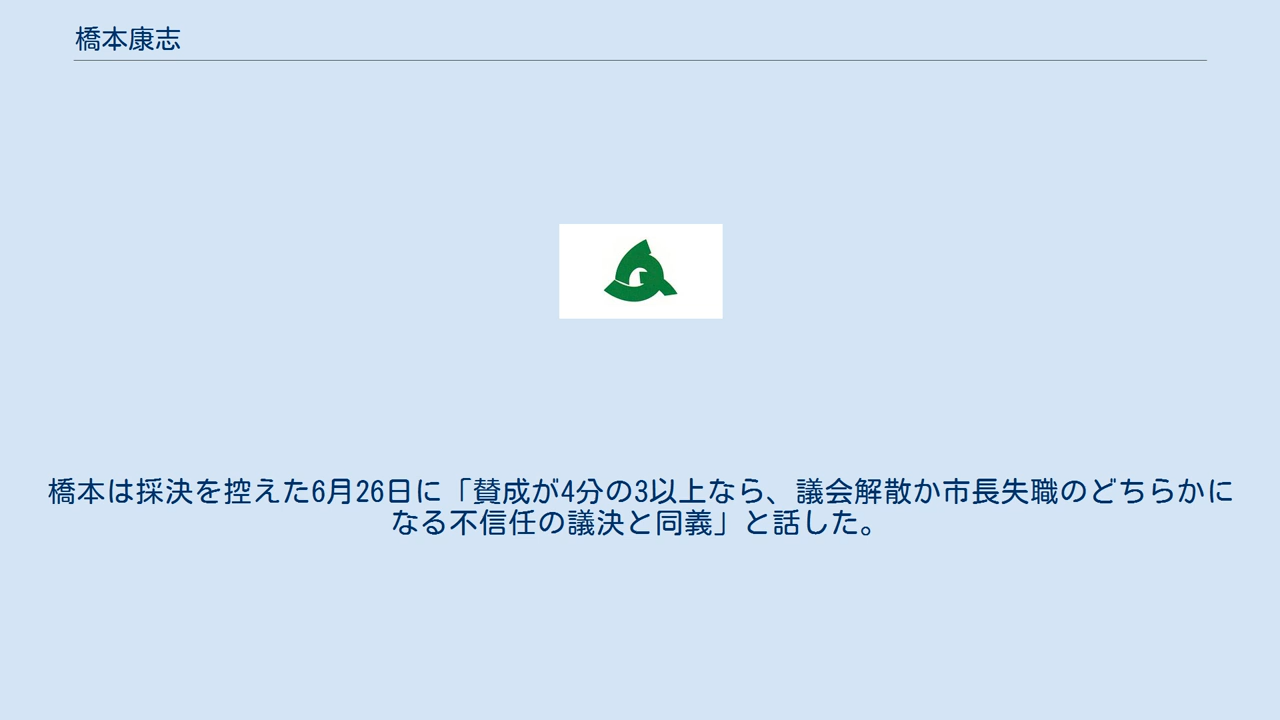 橋本康志
橋本は採決を控えた6月26日に「賛成が4分の3以上なら、議会解散か市長失職のどちらかに
なる不信任の議決と同義」と話した。